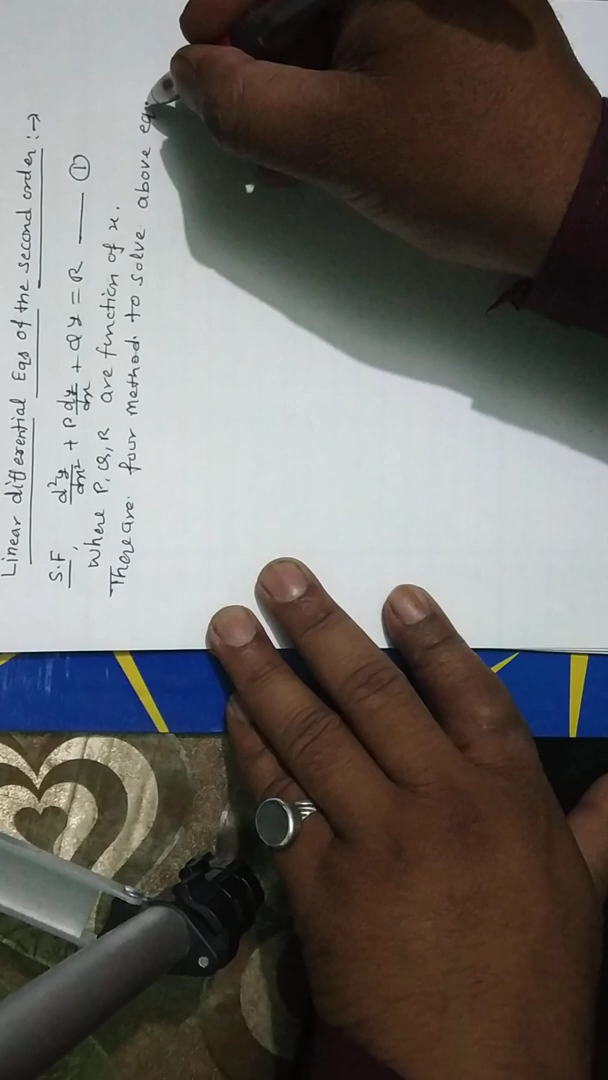 Linear differential Eqs of the second order :→
S.F, d²y/dx² + P dy/dx + Qy = R —— ①
Where P, Q, R are function of x.
There are four method to solve above eq.